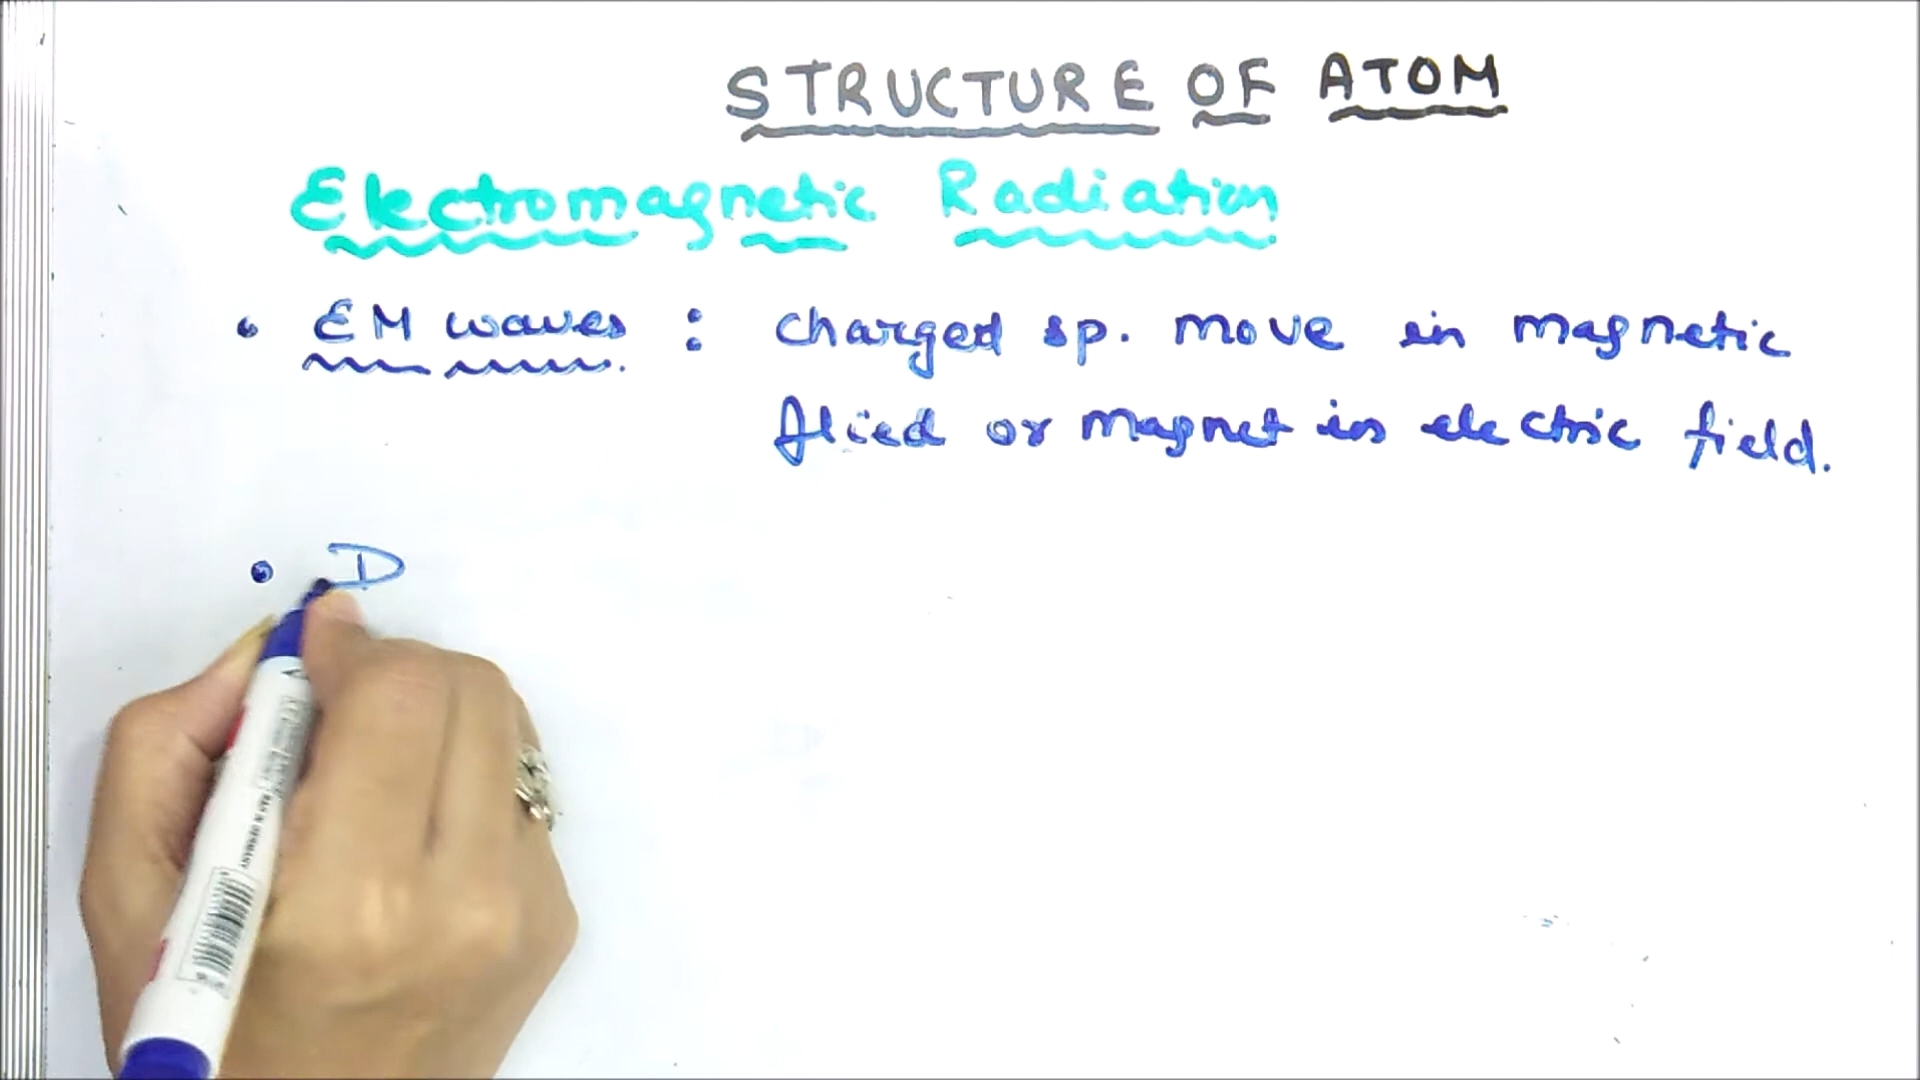 STRUCTURE OF ATOM
Electromagnetic Radiation
• EM waves : Charged sp. move in magnetic
flied or magnet in electric field.
• D